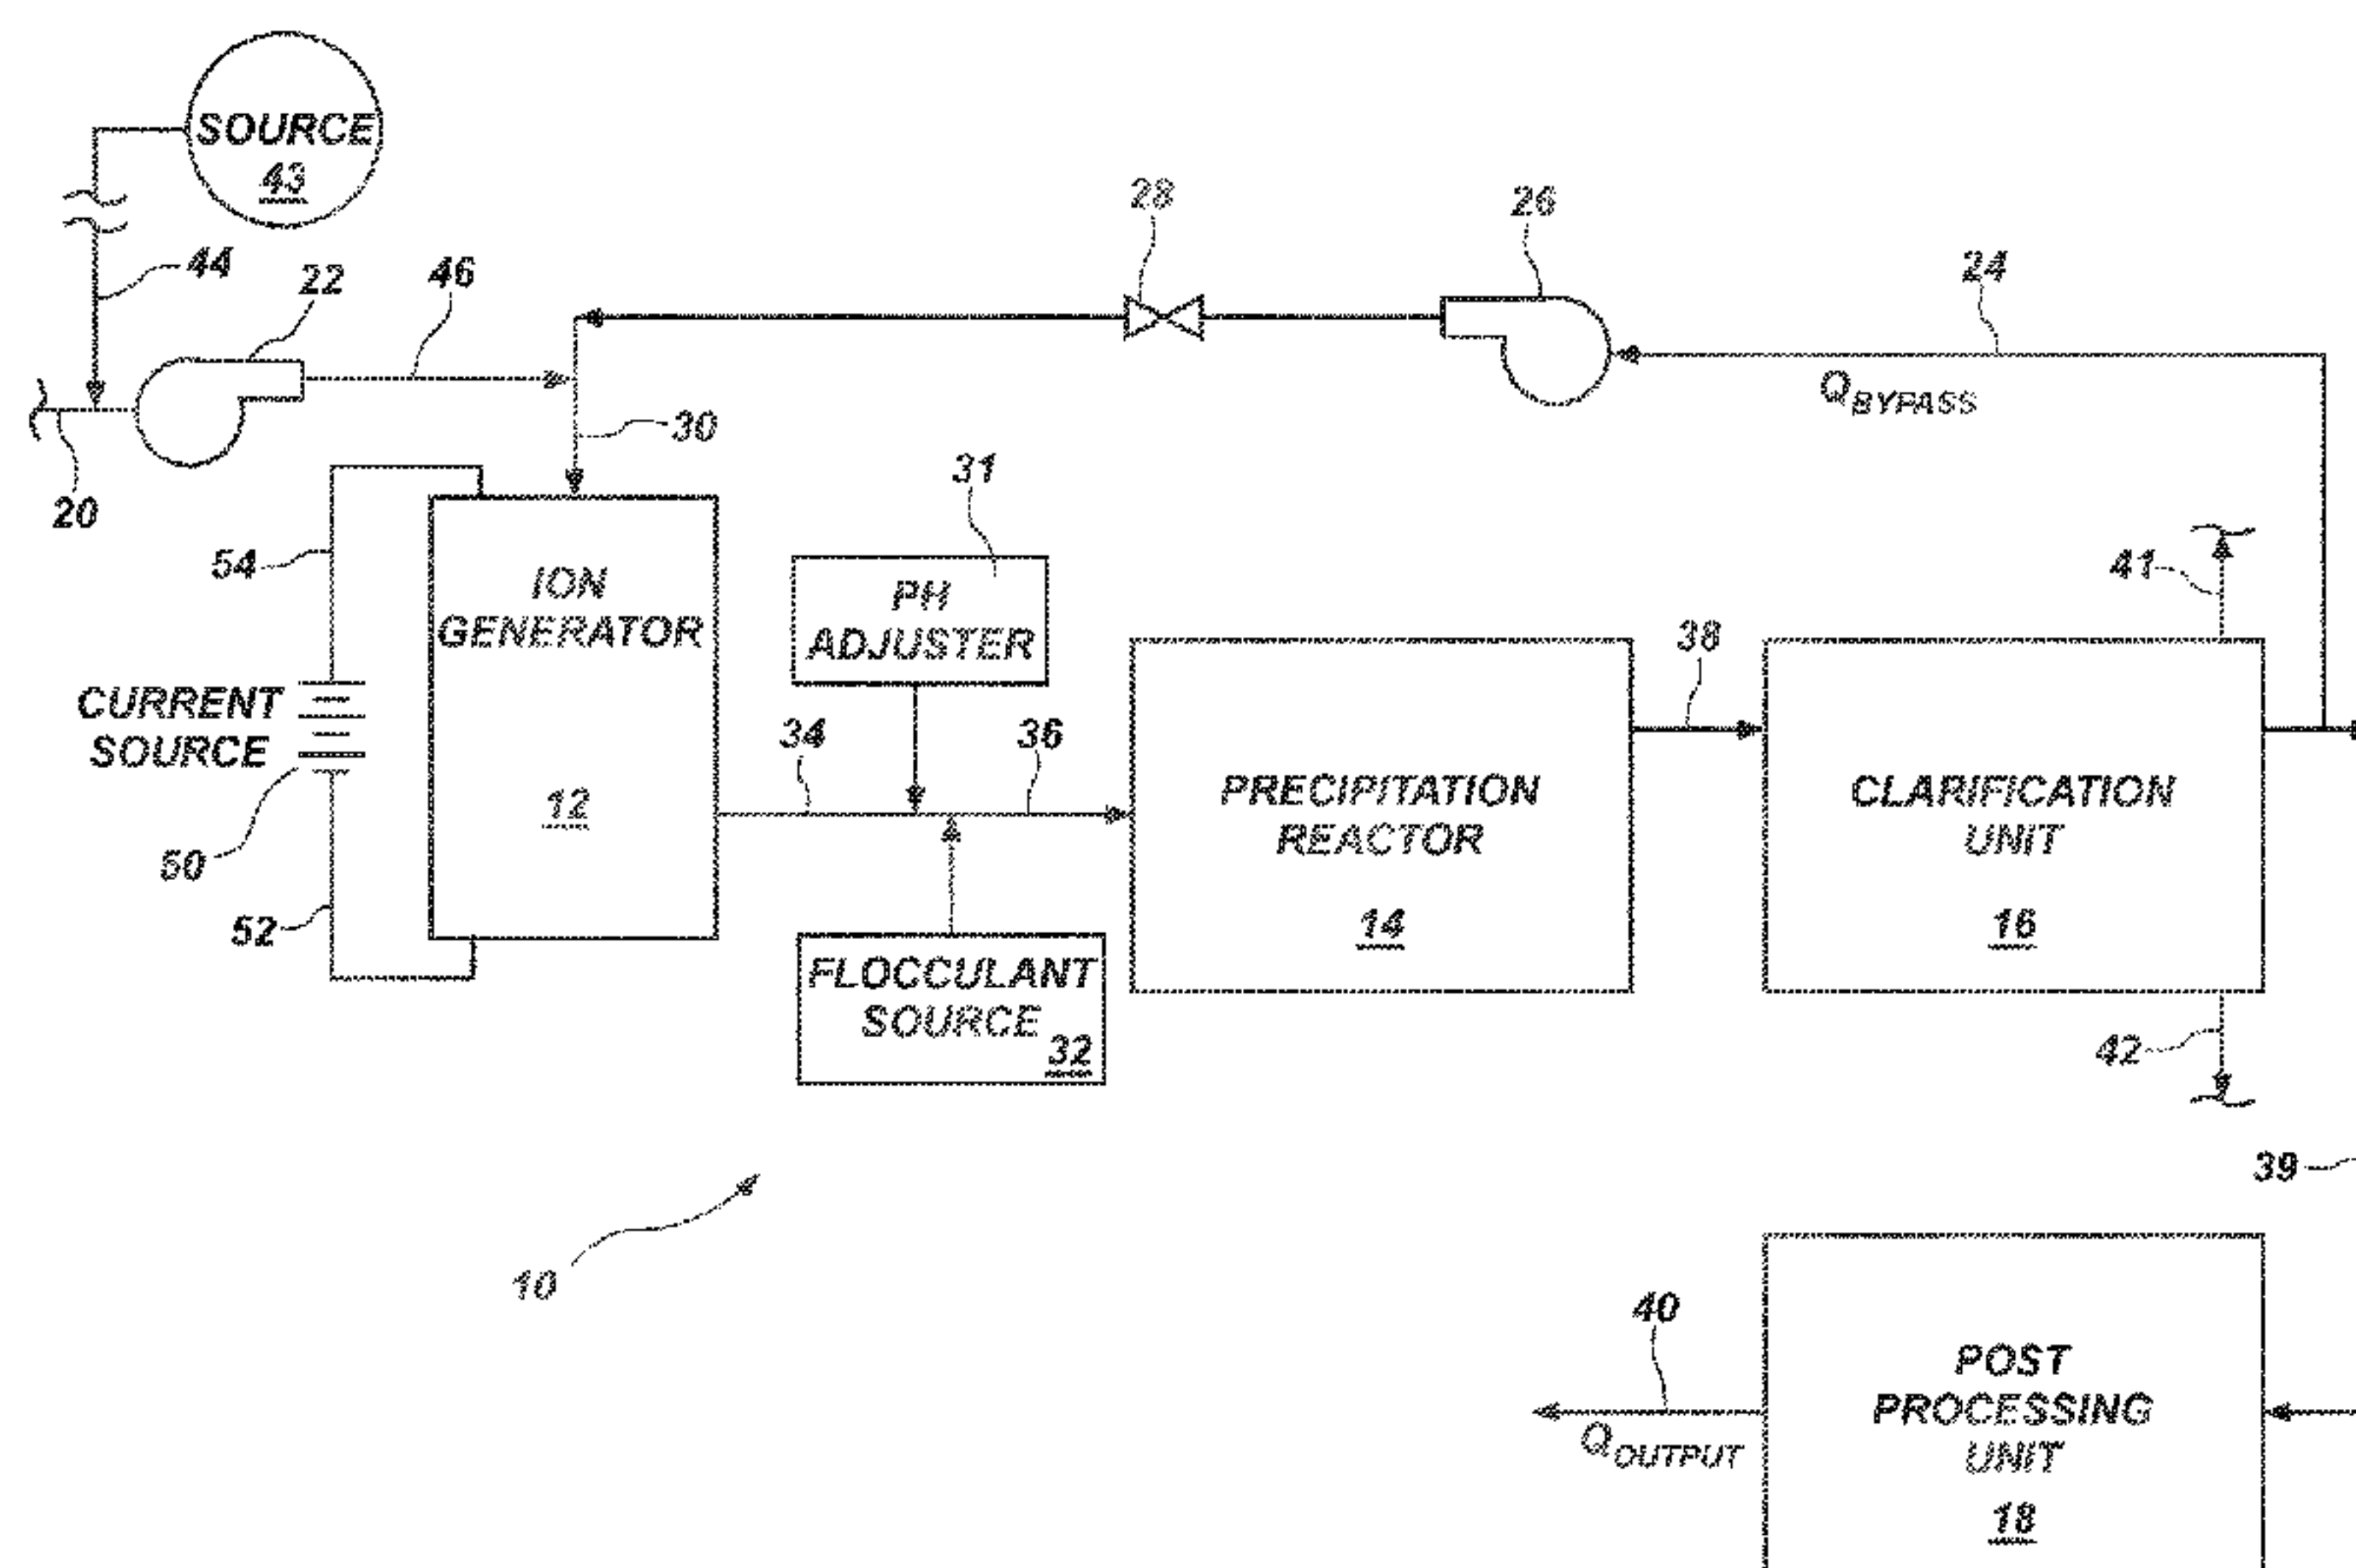 SOURCE
43
28
26
44
22
46
24
QBYPASS
30
20
31
54
ION
GENERATOR
12
PH
ADJUSTER
41
38
CURRENT
SOURCE
50
34
36
PRECIPITATION
REACTOR
14
CLARIFICATION
UNIT
16
52
FLOCCULANT
SOURCE
32
42
39
10
40
QOUTPUT
POST
PROCESSING
UNIT
18